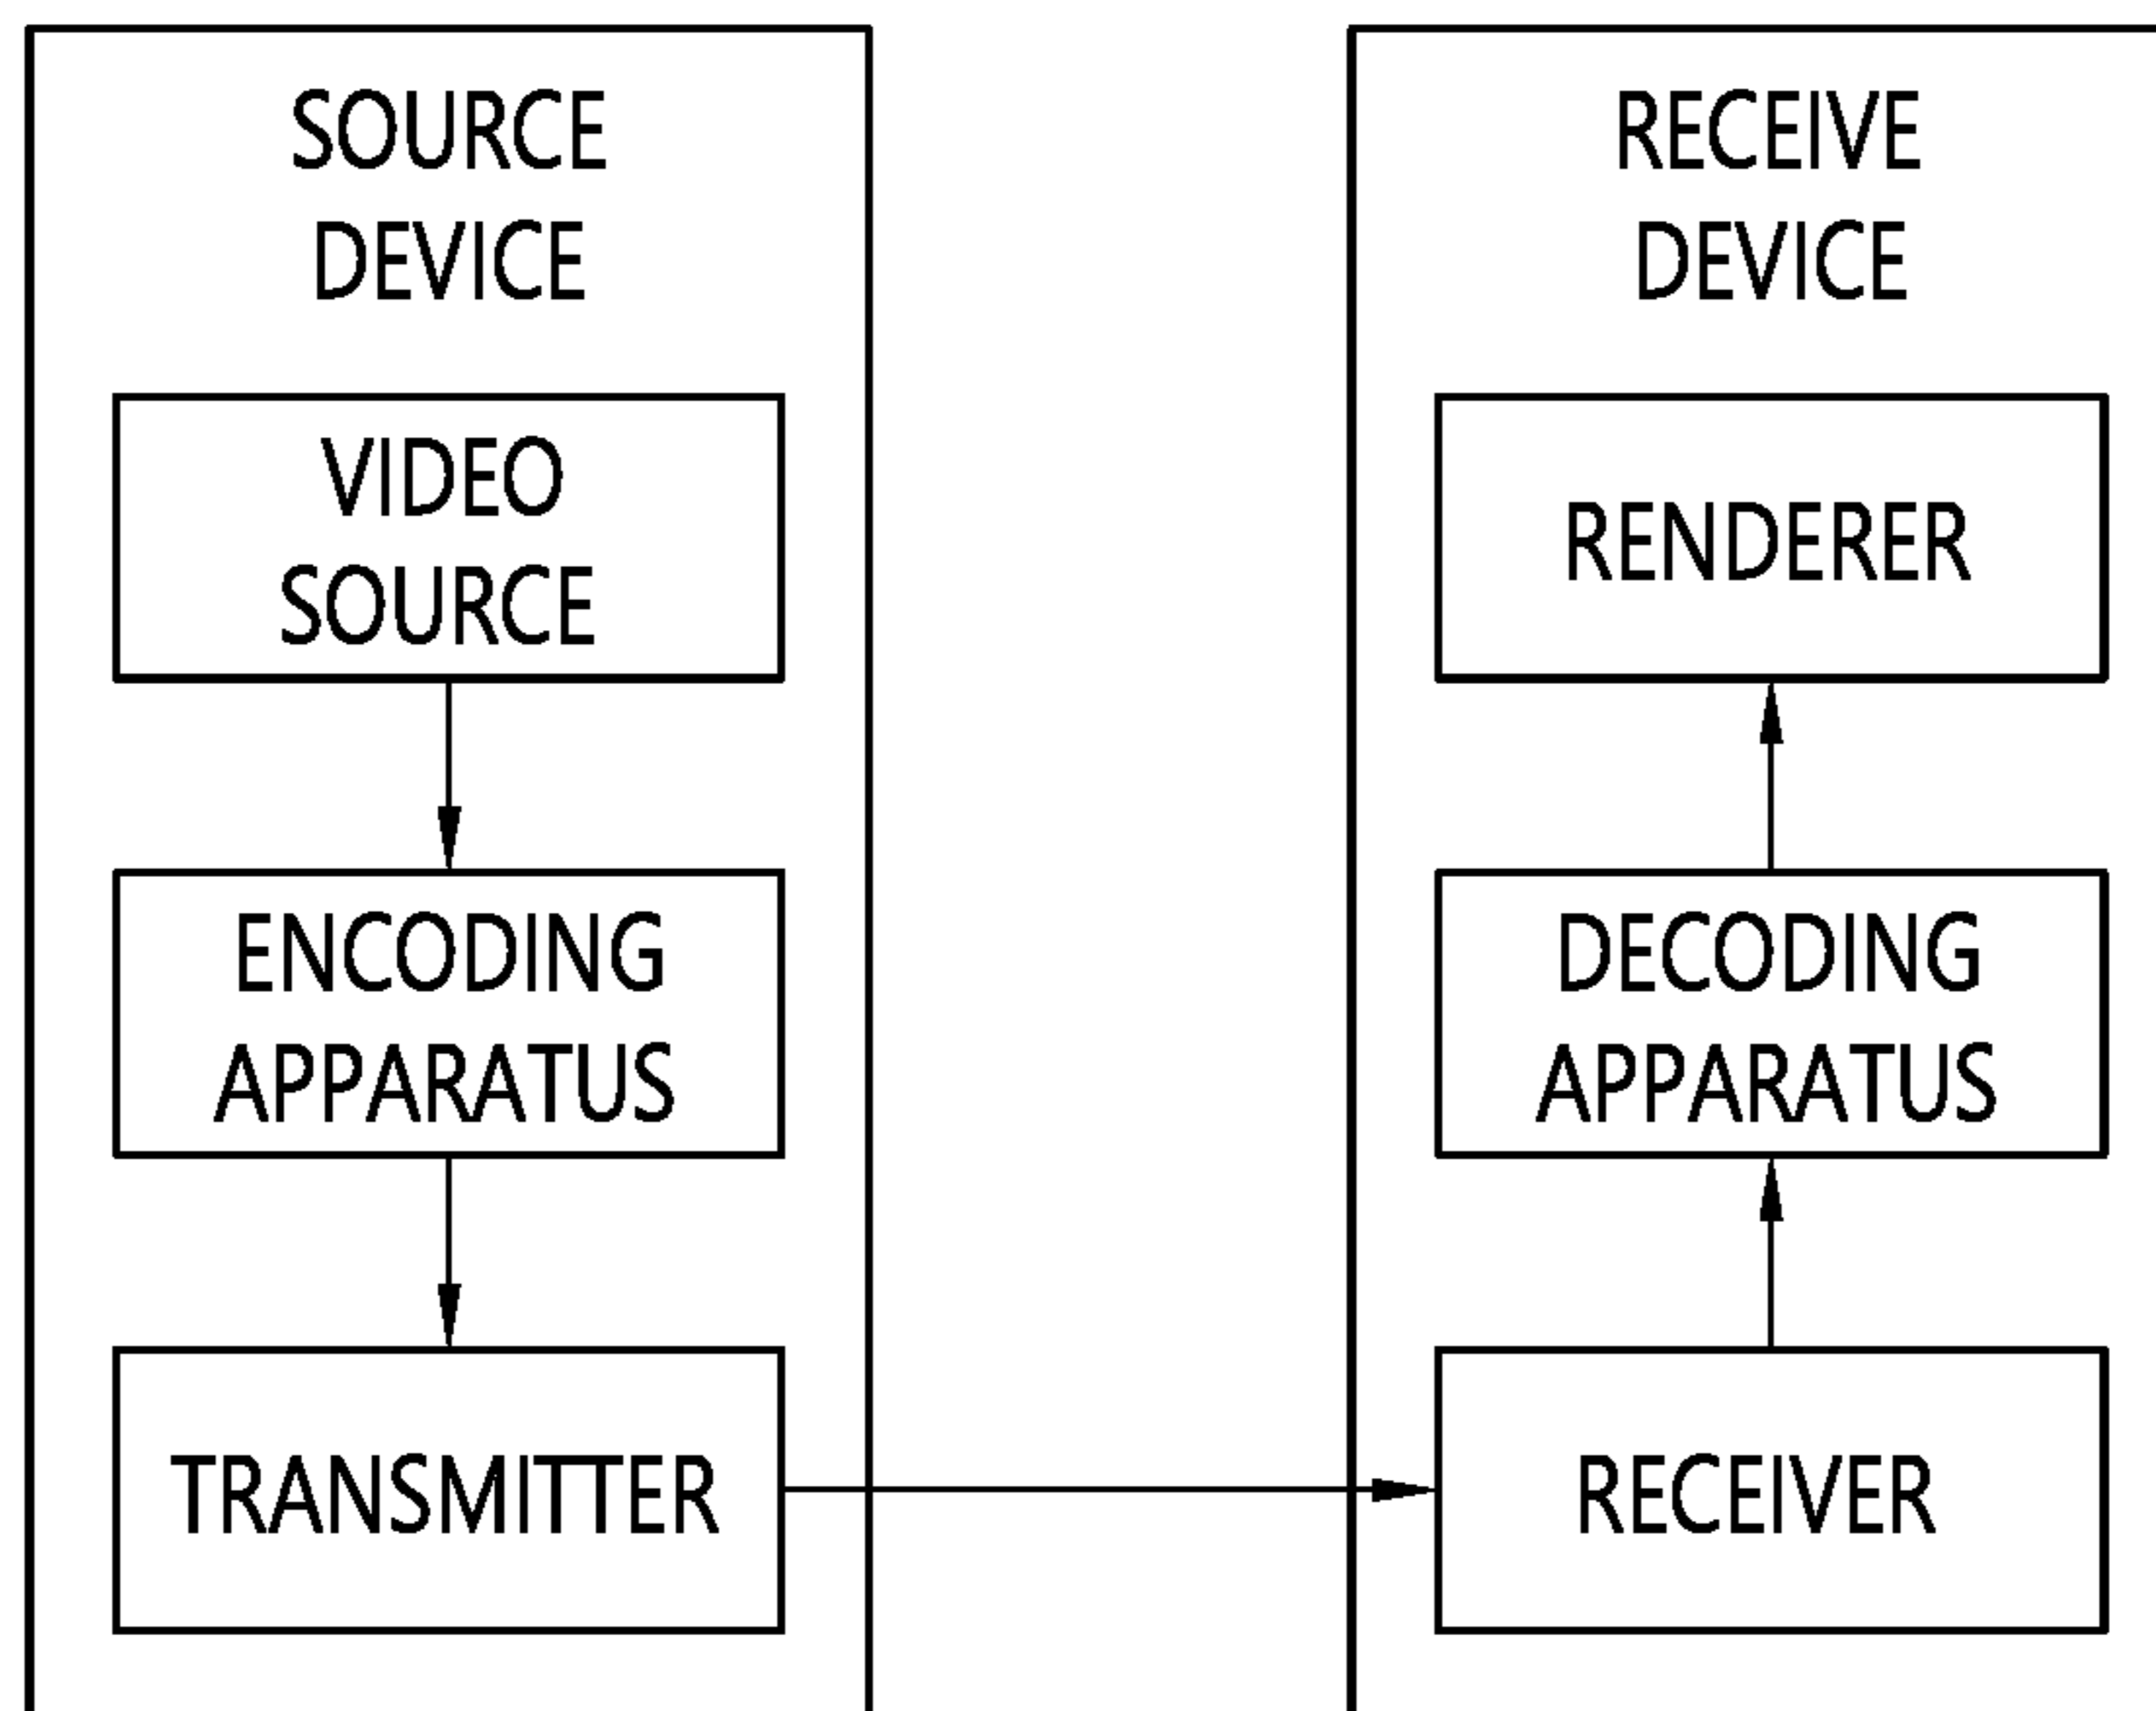 SOURCE
DEVICE
VIDEO
SOURCE
ENCODING
APPARATUS
TRANSMITTER
RECEIVE
DEVICE
RENDERER
DECODING
APPARATUS
RECEIVER